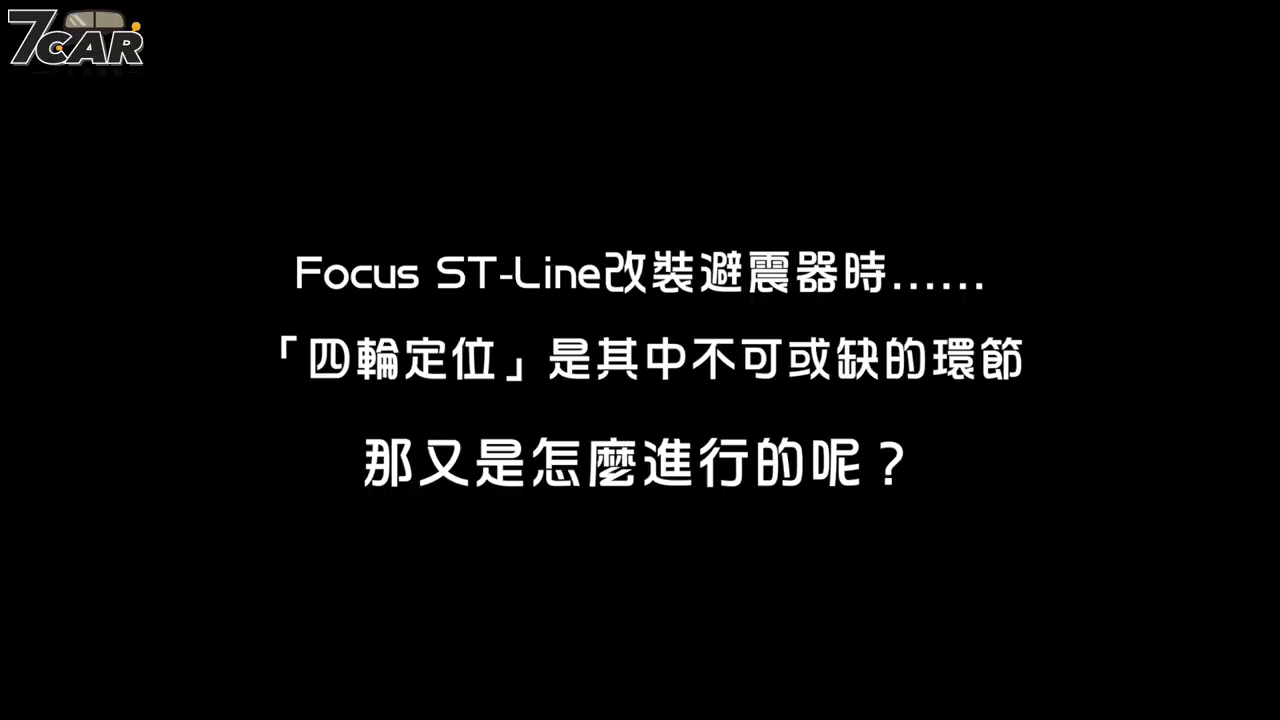 7CAR
Focus ST-Line改裝避震器時......
「四輪定位」是其中不可或缺的環節
那又是怎麼進行的呢？